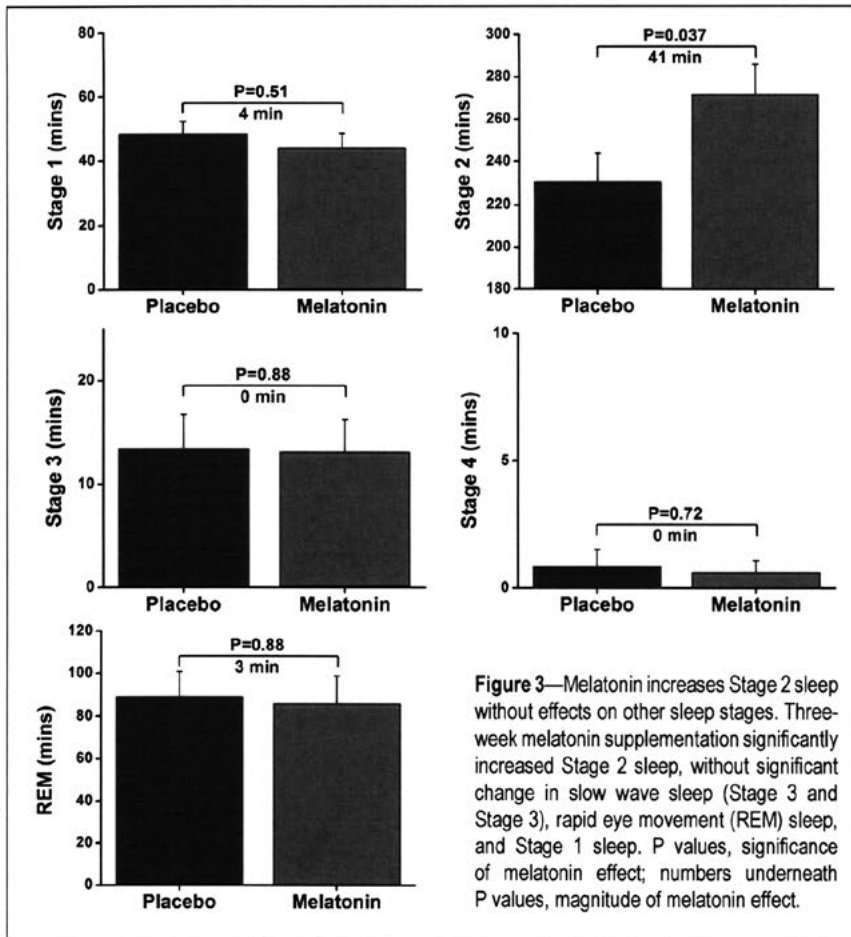 80
60
40
20
0
Stage 1 (mins)
P=0.51
4 min
Placebo Melatonin
300
280
260
240
220
200
180
Stage 2 (mins)
P=0.037
41 min
Placebo Melatonin
20
10
0
Stage 3 (mins)
P=0.88
0 min
Placebo Melatonin
10
5
0
Stage 4 (mins)
P=0.72
0 min
Placebo Melatonin
120
100
80
60
40
20
0
REM (mins)
P=0.88
3 min
Placebo Melatonin
Figure 3—Melatonin increases Stage 2 sleep
without effects on other sleep stages. Three-
week melatonin supplementation significantly
increased Stage 2 sleep, without significant
change in slow wave sleep (Stage 3 and
Stage 3), rapid eye movement (REM) sleep,
and Stage 1 sleep. P values, significance
of melatonin effect; numbers underneath
P values, magnitude of melatonin effect.